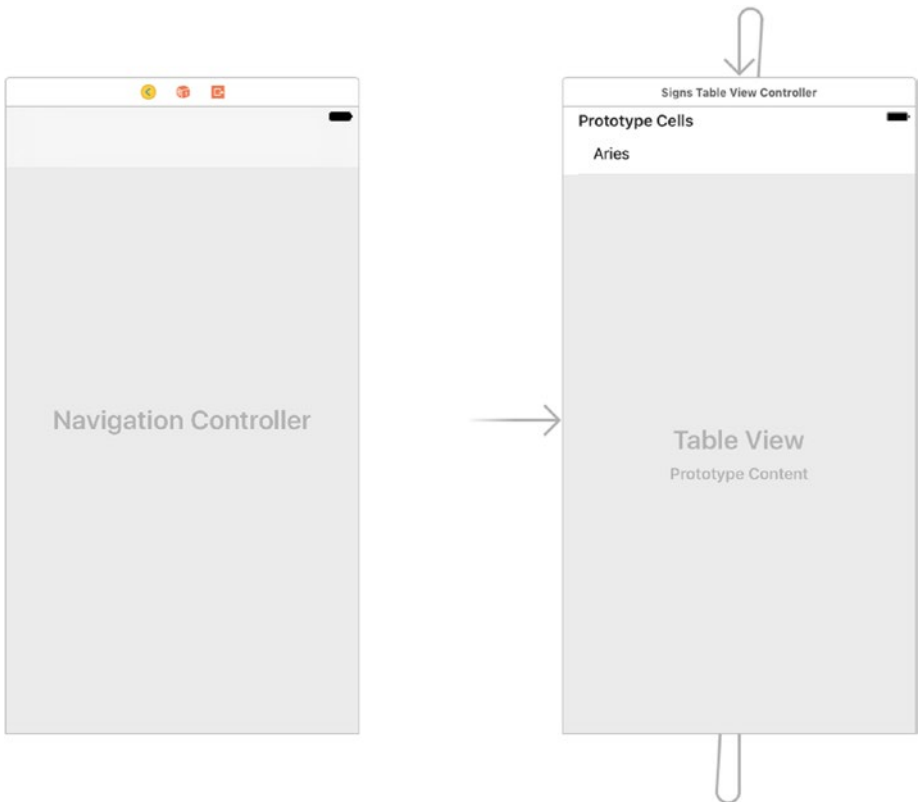 Navigation Controller
Signs Table View Controller
Prototype Cells
Aries
Table View
Prototype Content